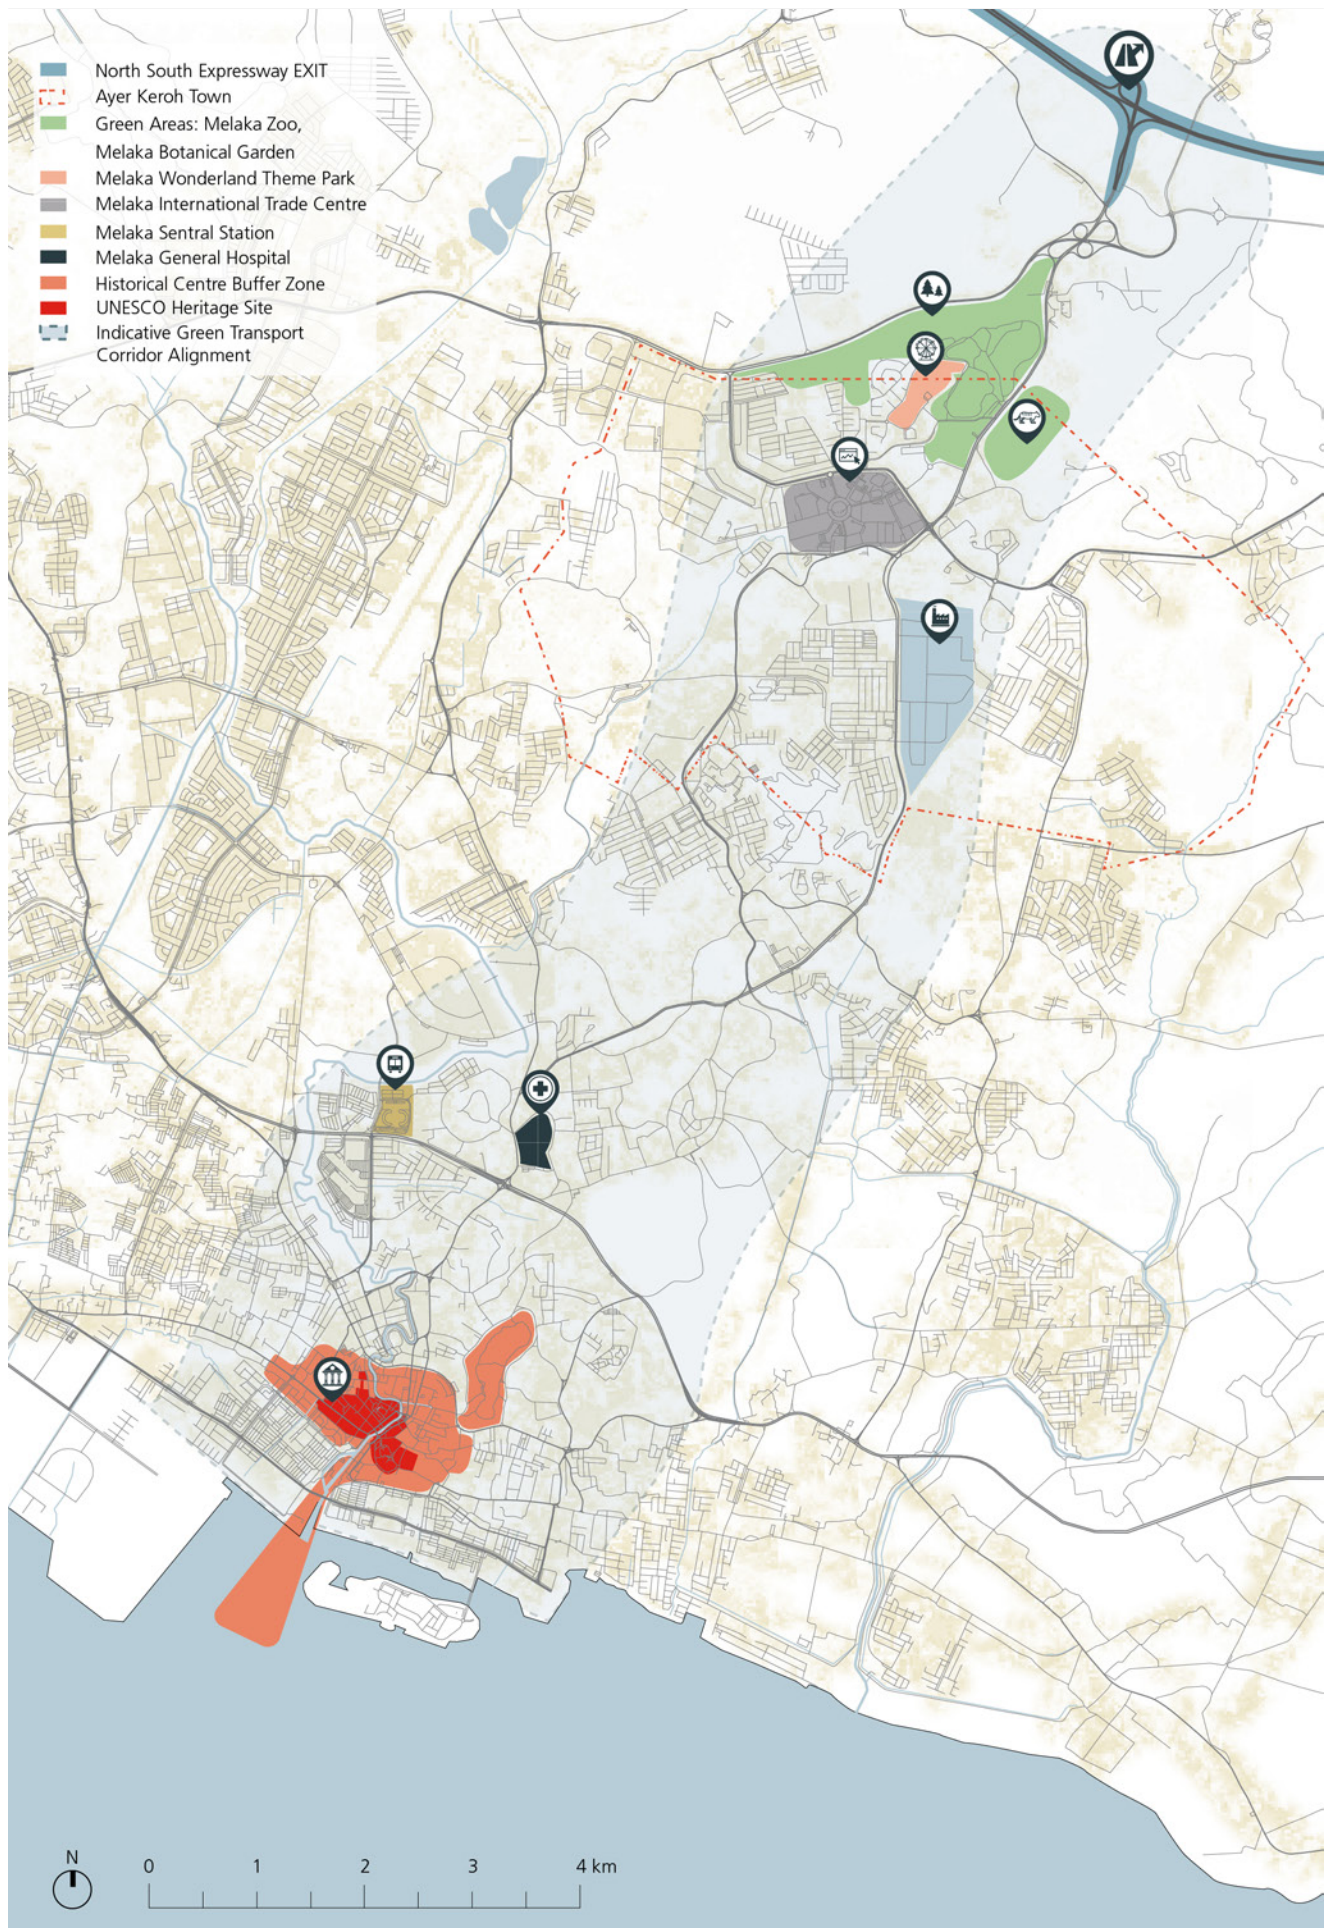 North South Expressway EXIT
Ayer Keroh Town
Green Areas: Melaka Zoo,
Melaka Botanical Garden
Melaka Wonderland Theme Park
Melaka International Trade Centre
Melaka Sentral Station
Melaka General Hospital
Historical Centre Buffer Zone
UNESCO Heritage Site
Indicative Green Transport
Corridor Alignment
N
0 1 2 3 4 km